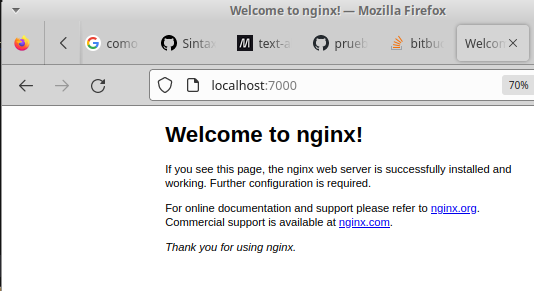 Welcome to nginx! — Mozilla Firefox
como
Sintax
text-a
prueb
bitbu
Welcom
localhost:7000
70%
Welcome to nginx!
If you see this page, the nginx web server is successfully installed and
working. Further configuration is required.
For online documentation and support please refer to nginx.org.
Commercial support is available at nginx.com.
Thank you for using nginx.